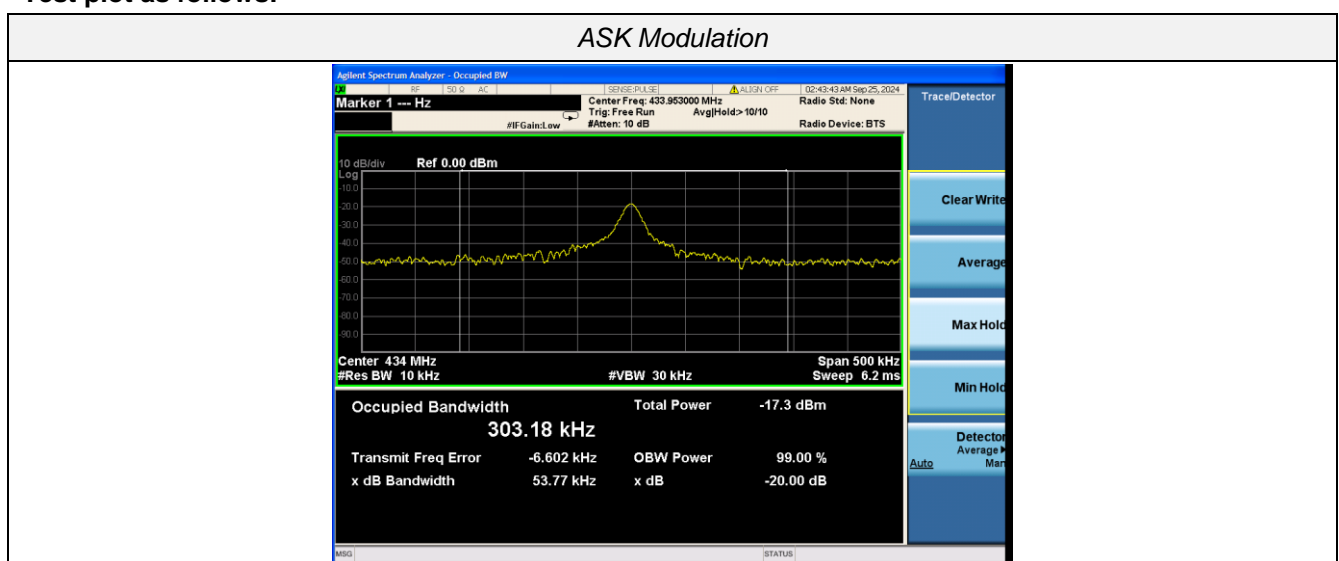 Test plot as follows:
ASK Modulation
Agilent Spectrum Analyzer - Occupied BW
RF 50 Ω AC SENSE:PULSE ALIGN OFF 02:43:43 AM Sep 25, 2024
Marker 1 --- Hz
Center Freq: 433.953000 MHz
Radio Std: None
Trig: Free Run Avg|Hold:> 10/10
#IFGain:Low #Atten: 10 dB Radio Device: BTS
Trace/Detector
10 dB/div Ref 0.00 dBm
Log
-10.0
-20.0
-30.0
-40.0
-50.0
-60.0
-70.0
-80.0
-90.0
Center 434 MHz Span 500 kHz
#Res BW 10 kHz #VBW 30 kHz Sweep 6.2 ms
Occupied Bandwidth Total Power -17.3 dBm
303.18 kHz
Transmit Freq Error -6.602 kHz OBW Power 99.00 %
x dB Bandwidth 53.77 kHz x dB -20.00 dB
Clear Write
Average
Max Hold
Min Hold
Detector
Average
Auto Man
MSG STATUS